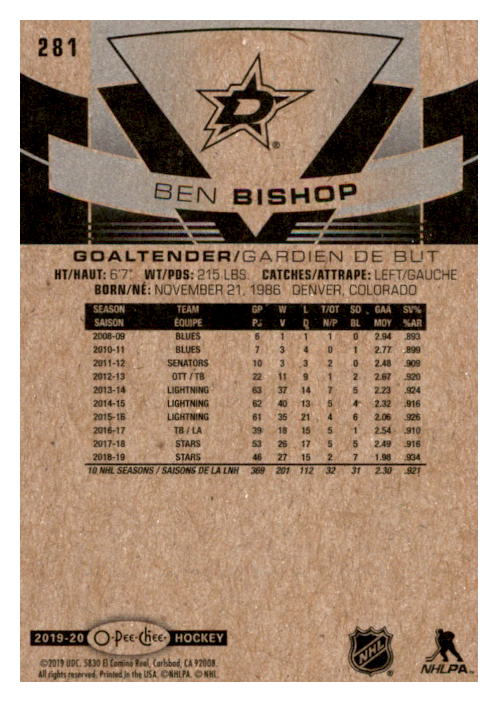 281
D
®
BEN BISHOP
GOALTENDER/GARDIEN DE BUT
HT/HAUT: 6'7" WT/PDS: 215 LBS. CATCHES/ATTRAPE: LEFT/GAUCHE
BORN/NÉ: NOVEMBER 21, 1986 DENVER, COLORADO
SEASON TEAM GP W L T/OT SO GAA SV%
SAISON ÉQUIPE PJ V D N/P BL MOY %AR
2008-09 BLUES 6 1 1 1 0 2.94 .893
2010-11 BLUES 7 3 4 0 1 2.77 .899
2011-12 SENATORS 10 3 3 2 0 2.48 .909
2012-13 OTT / TB 22 11 9 1 2 2.67 .920
2013-14 LIGHTNING 63 37 14 7 5 2.23 .924
2014-15 LIGHTNING 62 40 13 5 4 2.32 .916
2015-16 LIGHTNING 61 35 21 4 6 2.06 .926
2016-17 TB / LA 39 18 15 5 1 2.54 .910
2017-18 STARS 53 26 17 5 5 2.49 .916
2018-19 STARS 46 27 15 2 7 1.98 .934
10 NHL SEASONS / SAISONS DE LA LNH 369 201 112 32 31 2.30 .921
2019-20 O-Pee-Chee HOCKEY
©2019 UDC. 5830 El Camino Real, Carlsbad, CA 92008.
All rights reserved. Printed in the USA. ©NHLPA. © NHL.
NHL
NHLPA